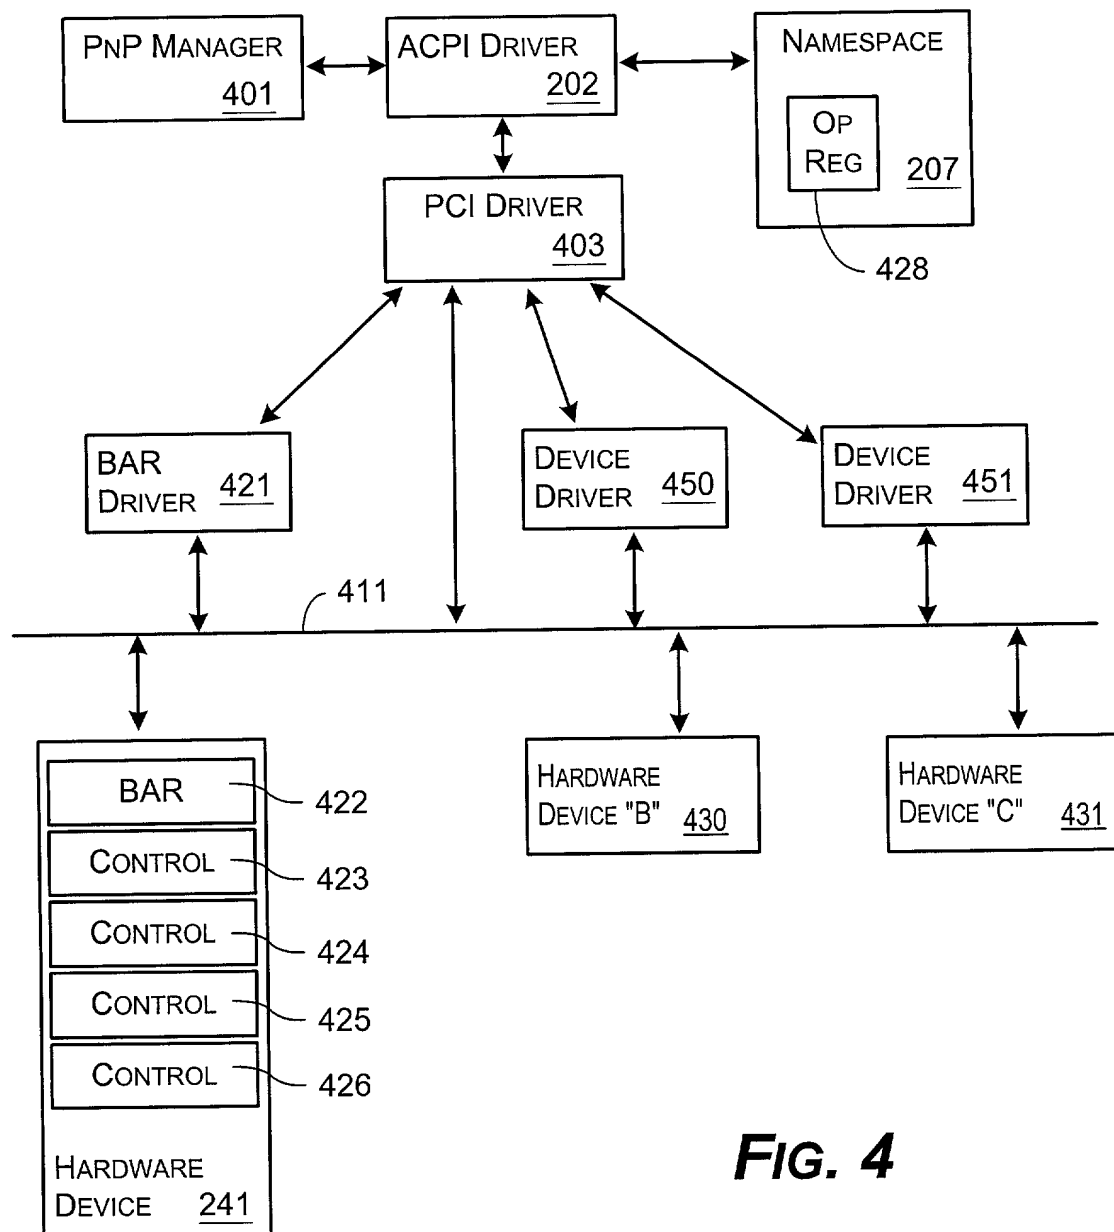 PnP Manager
401
ACPI Driver
202
Namespace
Op
Reg
207
428
PCI Driver
403
BAR
Driver
421
Device
Driver
450
Device
Driver
451
411
BAR
422
Control
423
Control
424
Control
425
Control
426
Hardware
Device
241
Hardware
Device "B"
430
Hardware
Device "C"
431
Fig. 4